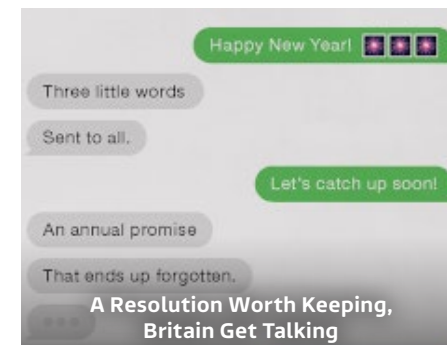 Happy New Year!
Three little words
Sent to all.
Let's catch up soon!
An annual promise
That ends up forgotten.
A Resolution Worth Keeping,
Britain Get Talking